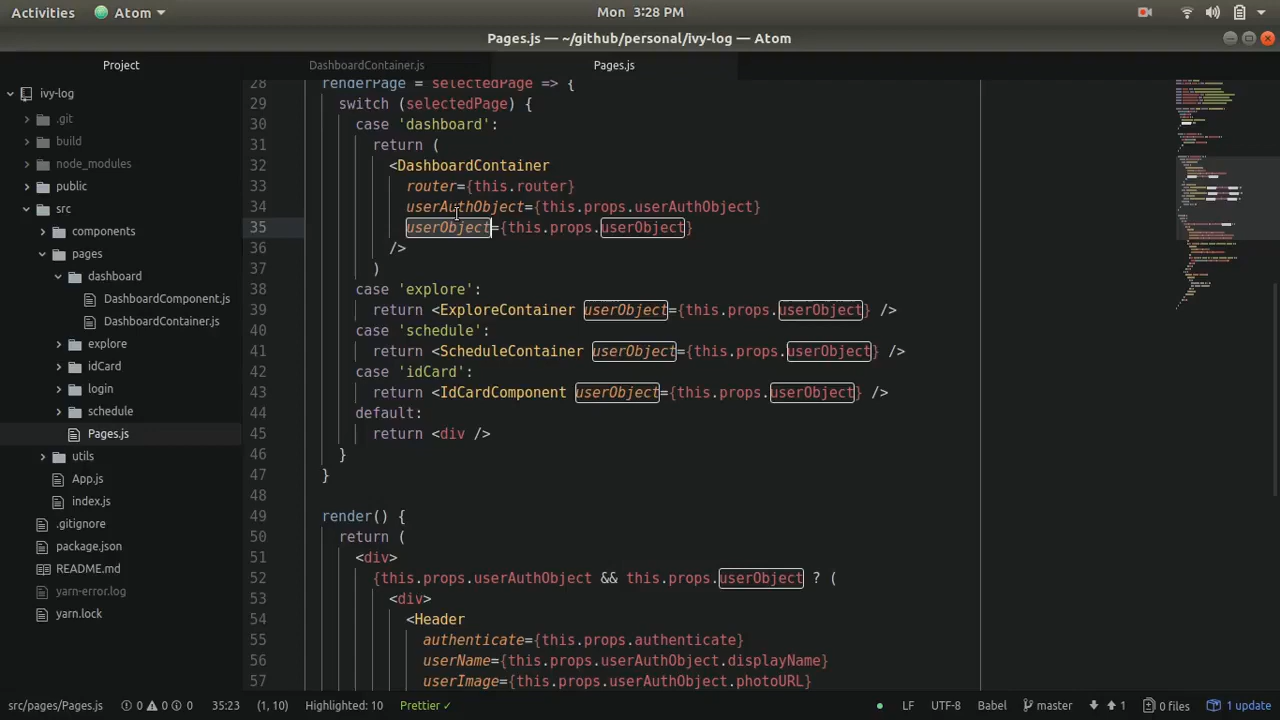 Activities Atom Mon 3:28 PM
Pages.js — ~/github/personal/ivy-log — Atom
Project
ivy-log
.git
build
node_modules
public
src
components
pages
dashboard
DashboardComponent.js
DashboardContainer.js
explore
idCard
login
schedule
Pages.js
utils
App.js
index.js
.gitignore
package.json
README.md
yarn-error.log
yarn.lock
DashboardContainer.js Pages.js
28 renderPage = selectedPage => {
29 switch (selectedPage) {
30 case 'dashboard'
31 return (
32 <DashboardContainer
33 router={this.router}
34 userAuthObject={this.props.userAuthObject}
35 userObject={this.props.userObject}
36 />
37 )
38 case 'explore':
39 return <ExploreContainer userObject={this.props.userObject} />
40 case 'schedule':
41 return <ScheduleContainer userObject={this.props.userObject} />
42 case 'idCard':
43 return <IdCardComponent userObject={this.props.userObject} />
44 default:
45 return <div />
46 }
47 }
48
49 render() {
50 return (
51 <div>
52 {this.props.userAuthObject && this.props.userObject ? (
53 <div>
54 <Header
55 authenticate={this.props.authenticate}
56 userName={this.props.userAuthObject.displayName}
57 userImage={this.props.userAuthObject.photoURL}
src/pages/Pages.js 0 0 0 (1, 10) 35:23 Highlighted: 10 Prettier ✓ LF UTF-8 Babel master 1 0 files 1 update